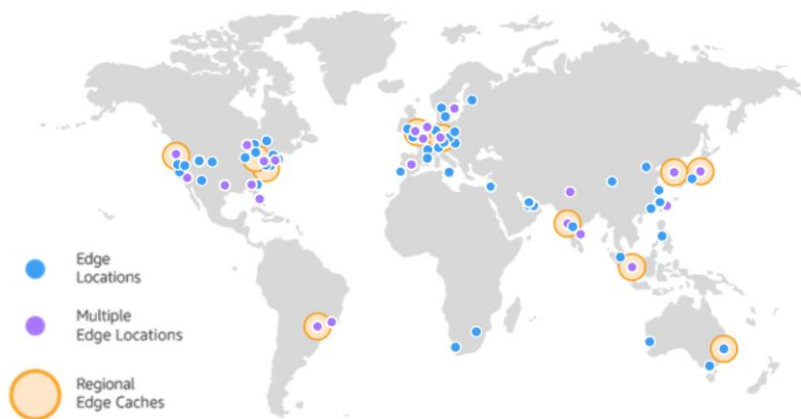 Edge
Locations
Multiple
Edge Locations
Regional
Edge Caches